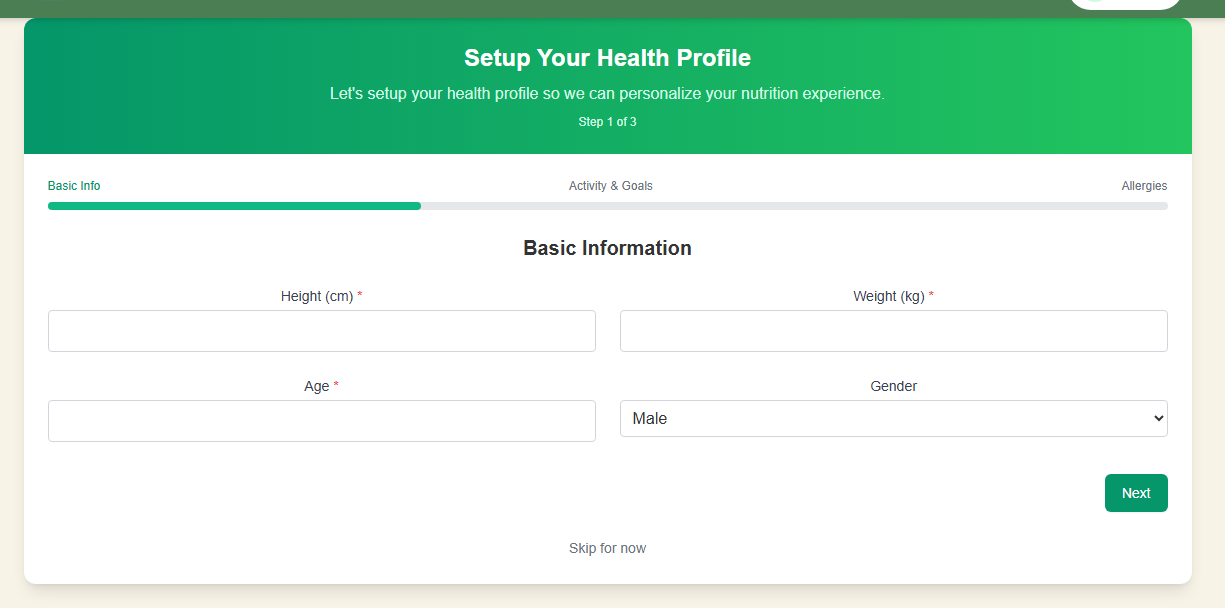 Setup Your Health Profile
Let's setup your health profile so we can personalize your nutrition experience.
Step 1 of 3
Basic Info Activity & Goals Allergies
Basic Information
Height (cm) * Weight (kg) *
Age * Gender
Male
Next
Skip for now